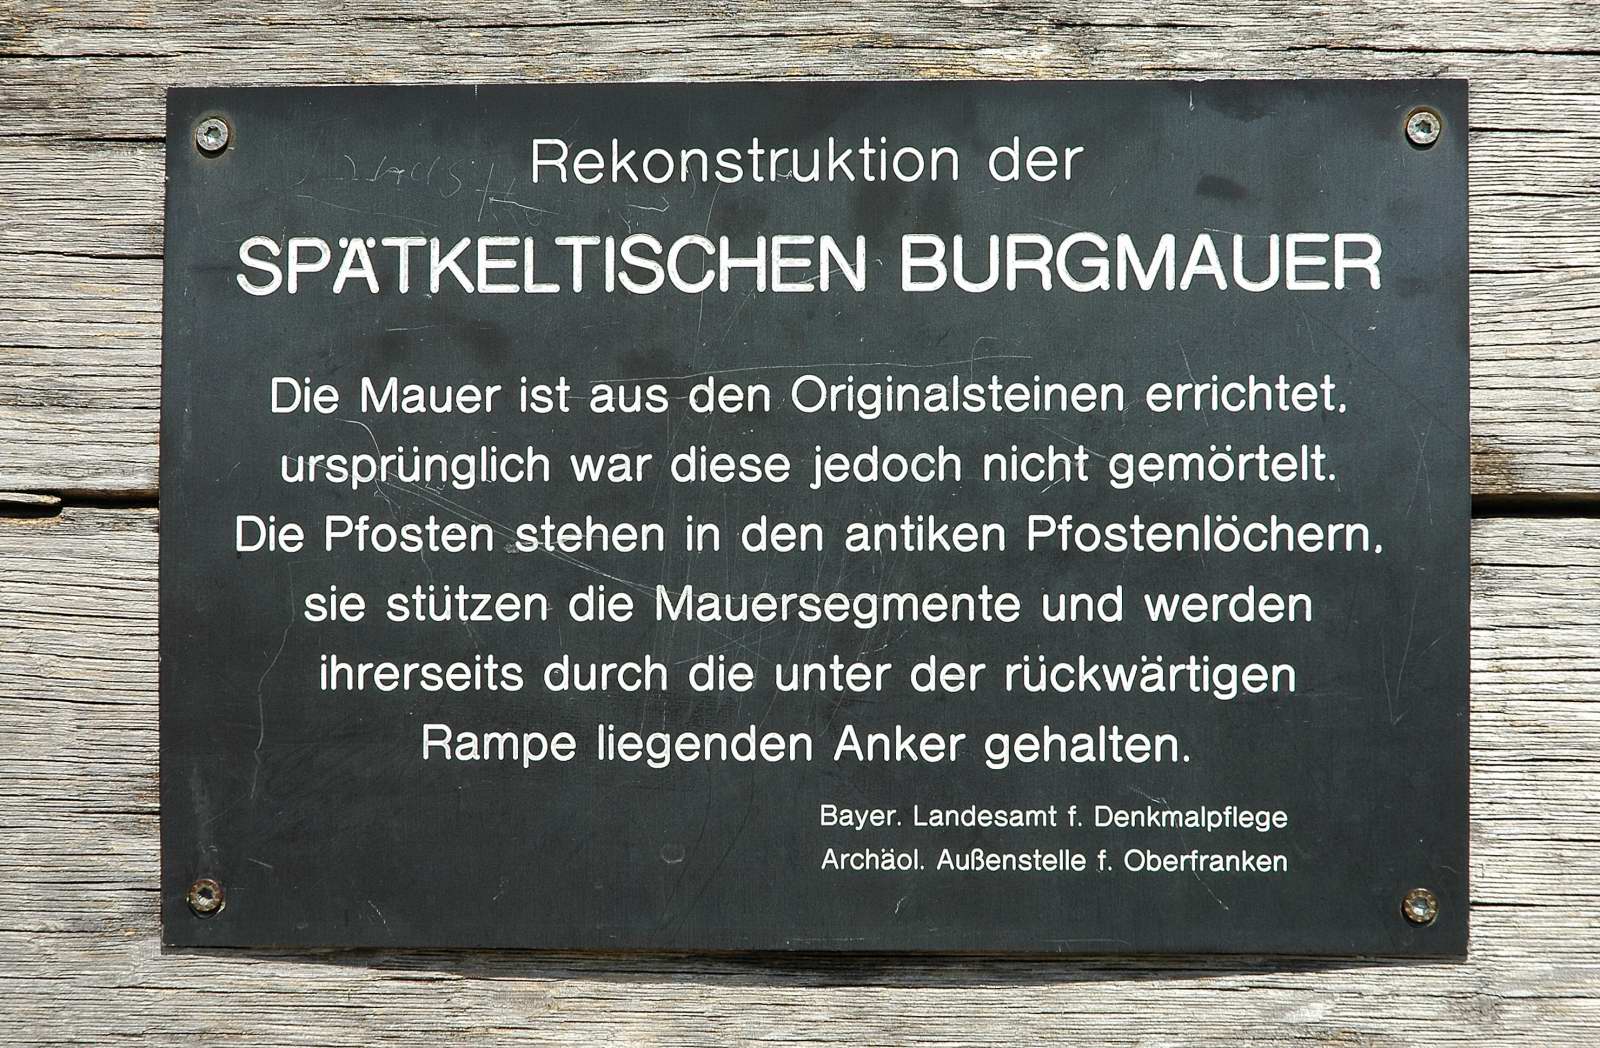 Rekonstruktion der
SPÄTKELTISCHEN BURGMAUER
Die Mauer ist aus den Originalsteinen errichtet,
ursprünglich war diese jedoch nicht gemörtelt.
Die Pfosten stehen in den antiken Pfostenlöchern,
sie stützen die Mauersegmente und werden
ihrerseits durch die unter der rückwärtigen
Rampe liegenden Anker gehalten.
Bayer. Landesamt f. Denkmalpflege
Archäol. Außenstelle f. Oberfranken